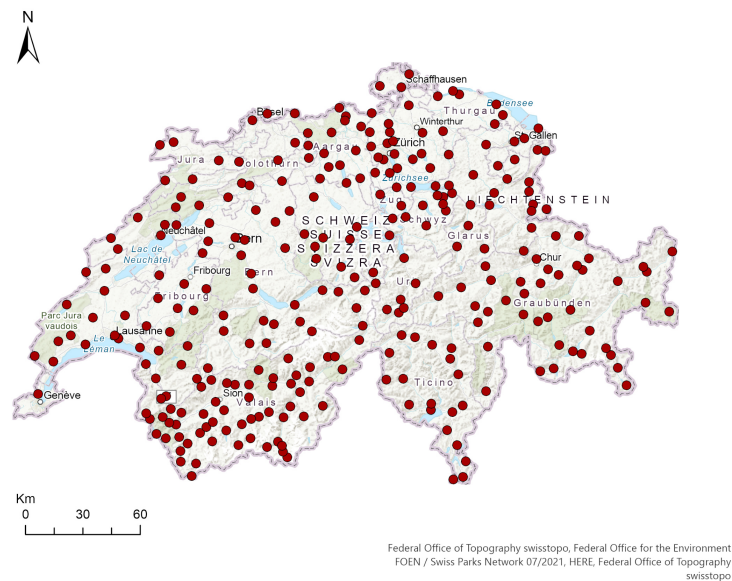 N
Schaffhausen
Basel
Bodensee
Thurgau
Winterthur
St. Gallen
Aargau
Zürich
Jura
Solothurn
Zürichsee
Zug
LIECHTENSTEIN
SCHWEIZ
Schwyz
Neuchâtel
SUISSE
Bern
Glarus
Lac de
Neuchâtel
SVIZZERA
Chur
SVIZRA
Fribourg
Bern
Uri
Fribourg
Graubünden
Parc Jura
vaudois
Lausanne
Le
Léman
Ticino
Sion
Valais
Genève
Km
0 30 60
Federal Office of Topography swisstopo, Federal Office for the Environment
FOEN / Swiss Parks Network 07/2021, HERE, Federal Office of Topography
swisstopo